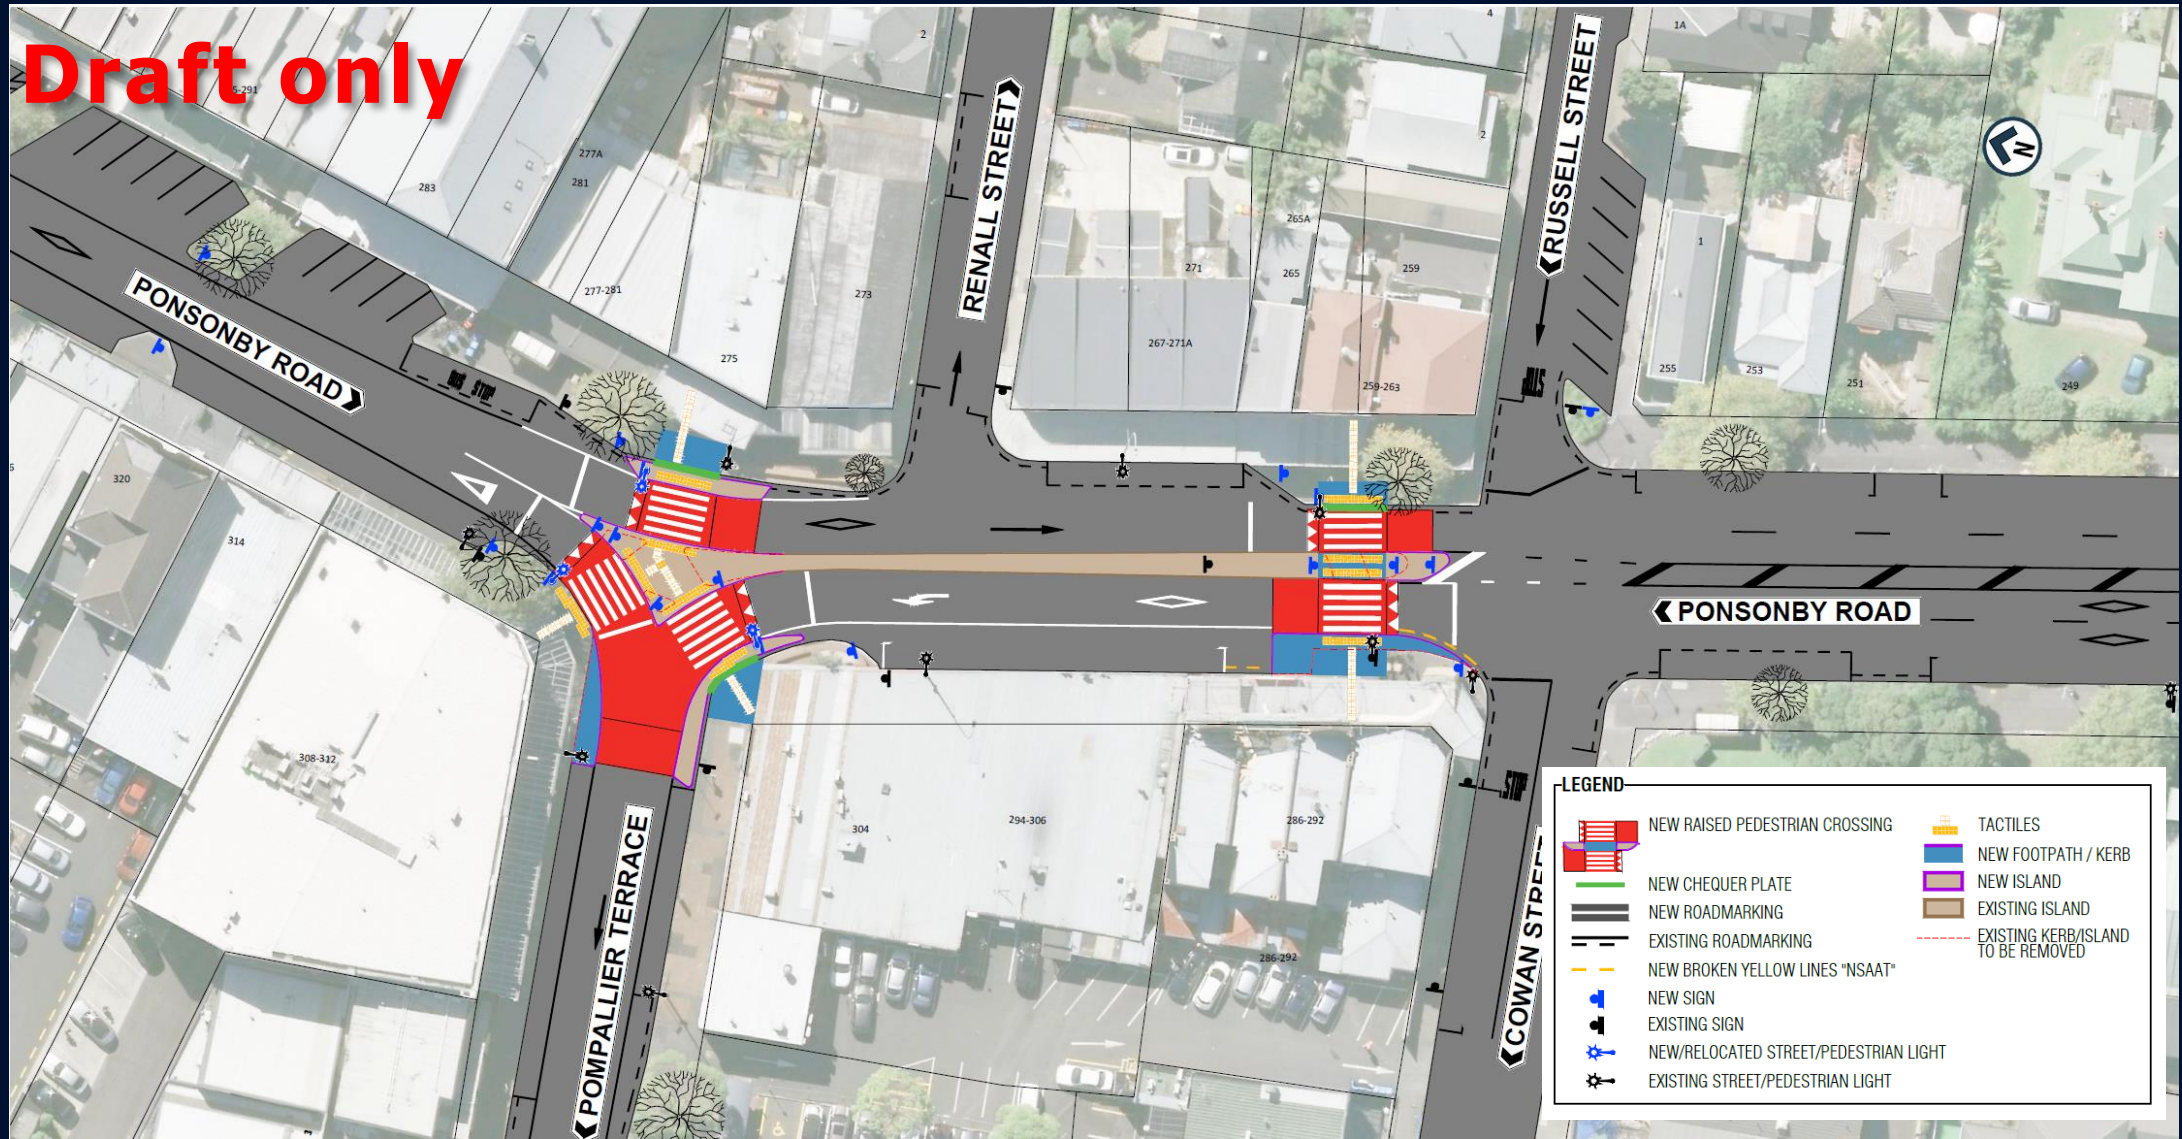 Draft only
2
4
1A
277A
281
283
2
265A
1
271
265
259
277-281
273
RENALL STREET
RUSSELL STREET
N
PONSONBY ROAD
267-271A
275
255
253
251
249
259-263
BUS STOP
STOP
320
314
PONSONBY ROAD
308-312
304
294-306
286-292
286-292
STOP
POMPALLIER TERRACE
COWAN STREET
LEGEND
NEW RAISED PEDESTRIAN CROSSING
NEW CHEQUER PLATE
NEW ROADMARKING
EXISTING ROADMARKING
NEW BROKEN YELLOW LINES "NSAAT"
NEW SIGN
EXISTING SIGN
NEW/RELOCATED STREET/PEDESTRIAN LIGHT
EXISTING STREET/PEDESTRIAN LIGHT
TACTILES
NEW FOOTPATH / KERB
NEW ISLAND
EXISTING ISLAND
EXISTING KERB/ISLAND
TO BE REMOVED